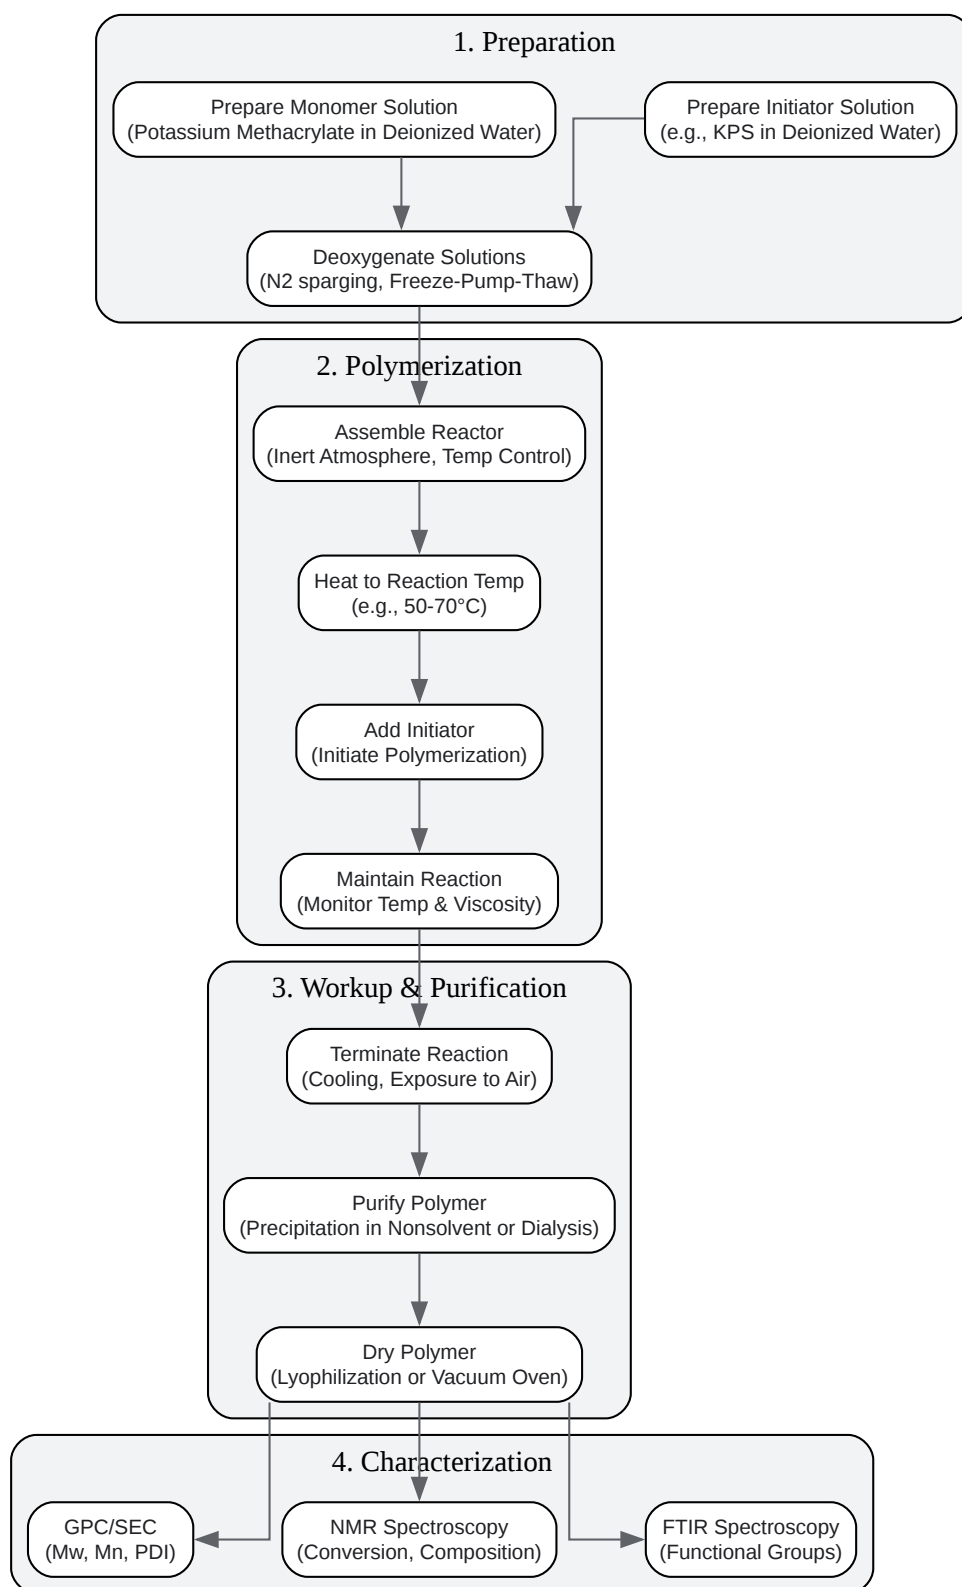 1. Preparation
Prepare Monomer Solution
(Potassium Methacrylate in Deionized Water)
Prepare Initiator Solution
(e.g., KPS in Deionized Water)
Deoxygenate Solutions
(N2 sparging, Freeze-Pump-Thaw)
2. Polymerization
Assemble Reactor
(Inert Atmosphere, Temp Control)
Heat to Reaction Temp
(e.g., 50-70°C)
Add Initiator
(Initiate Polymerization)
Maintain Reaction
(Monitor Temp & Viscosity)
3. Workup & Purification
Terminate Reaction
(Cooling, Exposure to Air)
Purify Polymer
(Precipitation in Nonsolvent or Dialysis)
Dry Polymer
(Lyophilization or Vacuum Oven)
4. Characterization
GPC/SEC
(Mw, Mn, PDI)
NMR Spectroscopy
(Conversion, Composition)
FTIR Spectroscopy
(Functional Groups)